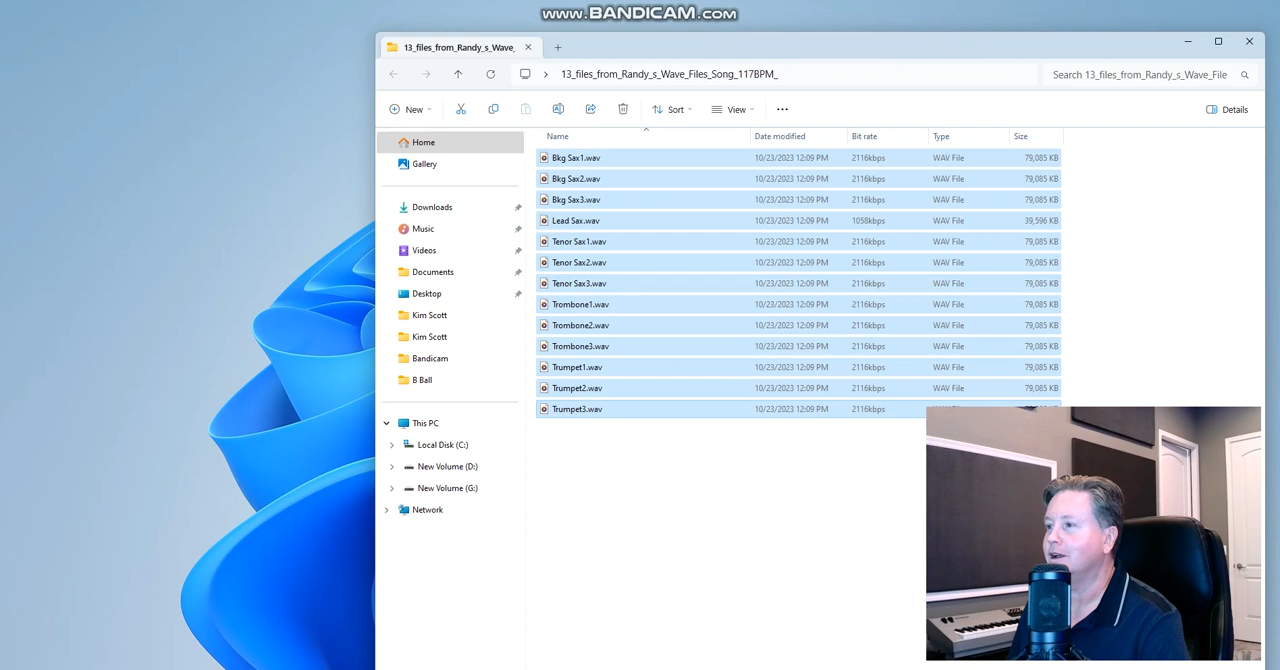 www.BANDICAM.com
13_files_from_Randy_s_Wave_
13_files_from_Randy_s_Wave_Files_Song_117BPM_
Search 13_files_from_Randy_s_Wave_File
New
Sort
View
Details
Home
Gallery
Downloads
Music
Videos
Documents
Desktop
Kim Scott
Kim Scott
Bandicam
B Ball
This PC
Local Disk (C:)
New Volume (D:)
New Volume (G:)
Network
Name Date modified Bit rate Type Size
Bkg Sax1.wav 10/23/2023 12:09 PM 2116kbps WAV File 79,085 KB
Bkg Sax2.wav 10/23/2023 12:09 PM 2116kbps WAV File 79,085 KB
Bkg Sax3.wav 10/23/2023 12:09 PM 2116kbps WAV File 79,085 KB
Lead Sax.wav 10/23/2023 12:09 PM 1058kbps WAV File 39,596 KB
Tenor Sax1.wav 10/23/2023 12:09 PM 2116kbps WAV File 79,085 KB
Tenor Sax2.wav 10/23/2023 12:09 PM 2116kbps WAV File 79,085 KB
Tenor Sax3.wav 10/23/2023 12:09 PM 2116kbps WAV File 79,085 KB
Trombone1.wav 10/23/2023 12:09 PM 2116kbps WAV File 79,085 KB
Trombone2.wav 10/23/2023 12:09 PM 2116kbps WAV File 79,085 KB
Trombone3.wav 10/23/2023 12:09 PM 2116kbps WAV File 79,085 KB
Trumpet1.wav 10/23/2023 12:09 PM 2116kbps WAV File 79,085 KB
Trumpet2.wav 10/23/2023 12:09 PM 2116kbps WAV File 79,085 KB
Trumpet3.wav 10/23/2023 12:09 PM 2116kbps